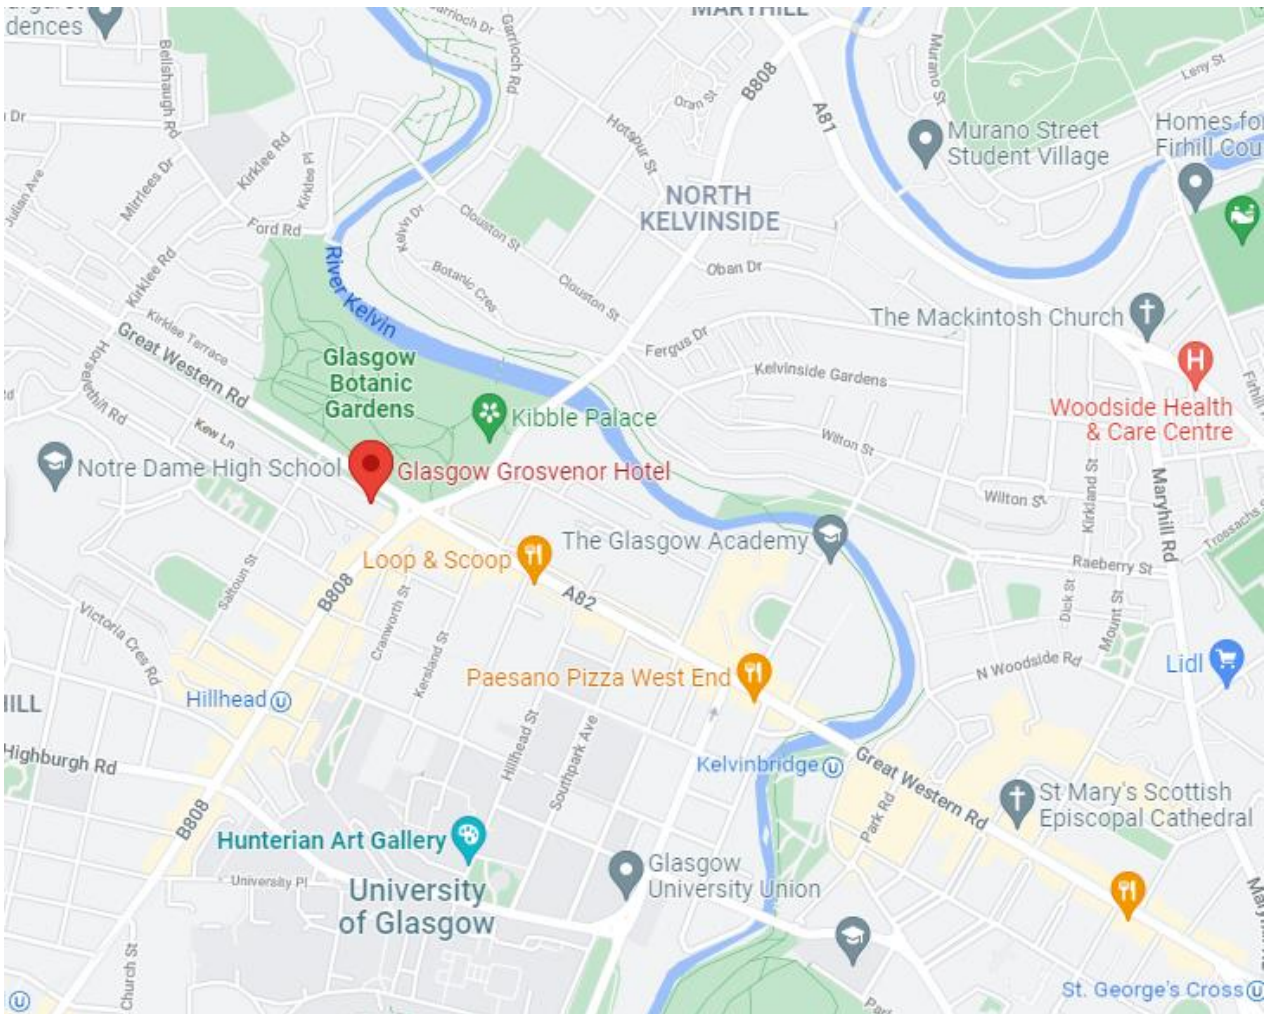 dences
MARYHILL
Garrioch Rd
Bellshaugh Rd
Leny St
Murano St
Oran St
B808
A81
Dr
Hotspur St
Murano Street
Student Village
Homes for
Firhill Cou
Kirklee Rd
Kirklee Pl
Mirrlees Dr
Julian Ave
NORTH
KELVINSIDE
Ford Rd
Kelvin Dr
Clouston St
River Kelvin
Botanic Cres
Oban Dr
Clouston St
Kirklee Rd
Kirklee Terrace
Great Western Rd
The Mackintosh Church
Fergus Dr
Glasgow
Botanic
Gardens
Kelvinside Gardens
H
Woodside Health
& Care Centre
Firhill
Horselethill Rd
Kibble Palace
Kew Ln
Wilton St
Notre Dame High School
Glasgow Grosvenor Hotel
Wilton St
Kirkland St
Maryhill Rd
Trossachs S
The Glasgow Academy
Loop & Scoop
Raeberry St
A82
B808
Saltoun St
Cranworth St
Kersland St
Dick St
Mount St
Victoria Cres Rd
N Woodside Rd
Lidl
Paesano Pizza West End
Hillhead
HILL
Hillhead St
Southpark Ave
Highburgh Rd
Kelvinbridge
Great Western Rd
Park Rd
St Mary's Scottish
Episcopal Cathedral
B808
Hunterian Art Gallery
Glasgow
University Union
University Pl
University
of Glasgow
Church St
St. George's Cross